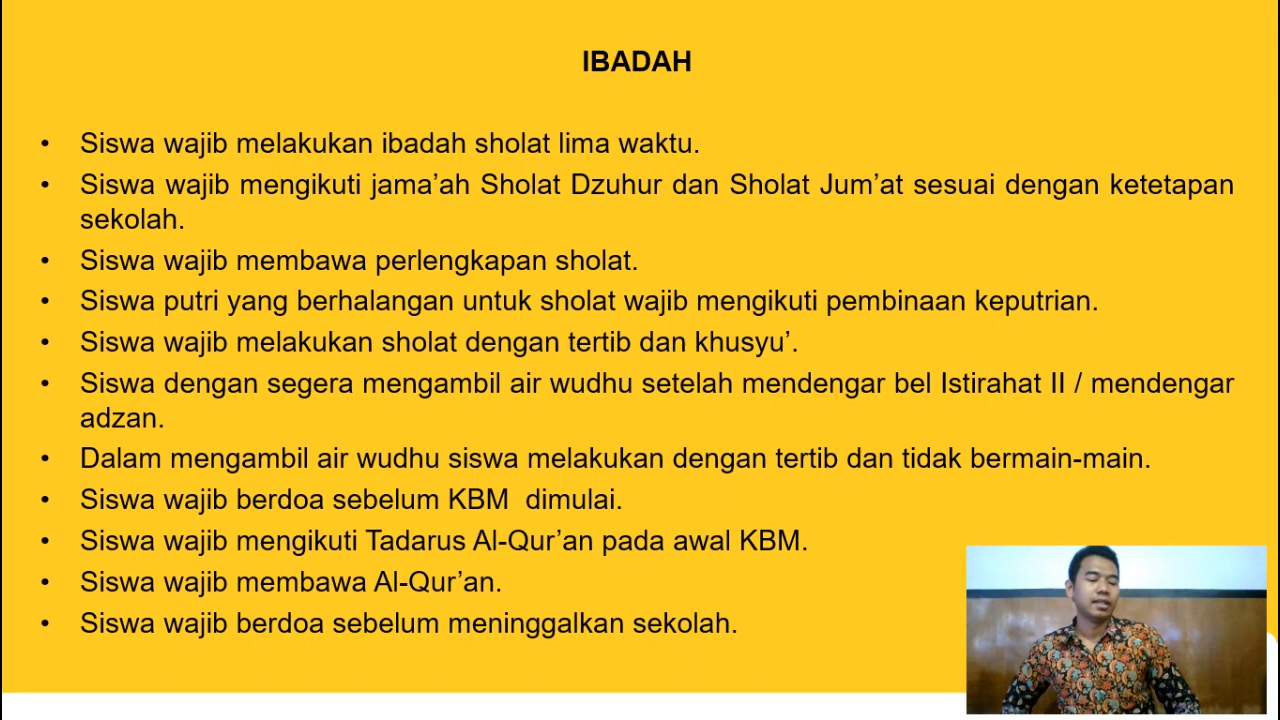 IBADAH
• Siswa wajib melakukan ibadah sholat lima waktu.
• Siswa wajib mengikuti jama’ah Sholat Dzuhur dan Sholat Jum’at sesuai dengan ketetapan
sekolah.
• Siswa wajib membawa perlengkapan sholat.
• Siswa putri yang berhalangan untuk sholat wajib mengikuti pembinaan keputrian.
• Siswa wajib melakukan sholat dengan tertib dan khusyu’.
• Siswa dengan segera mengambil air wudhu setelah mendengar bel Istirahat II / mendengar
adzan.
• Dalam mengambil air wudhu siswa melakukan dengan tertib dan tidak bermain-main.
• Siswa wajib berdoa sebelum KBM  dimulai.
• Siswa wajib mengikuti Tadarus Al-Qur’an pada awal KBM.
• Siswa wajib membawa Al-Qur’an.
• Siswa wajib berdoa sebelum meninggalkan sekolah.